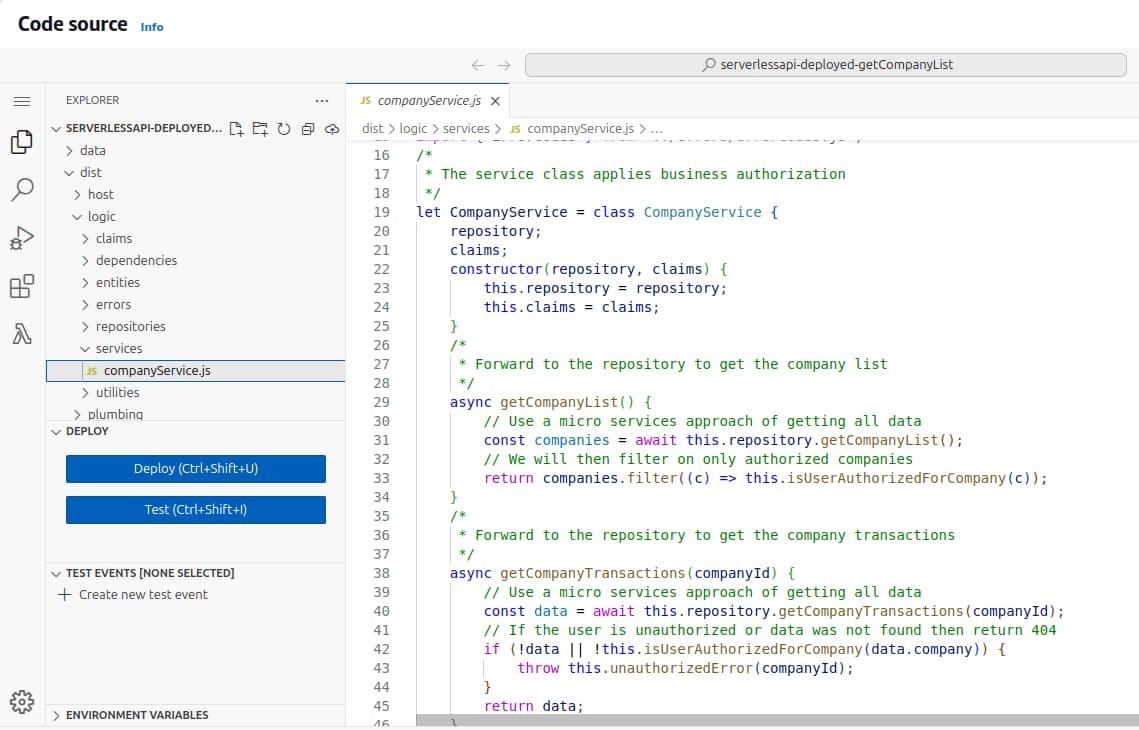 Code source Info
serverlessapi-deployed-getCompanyList
EXPLORER
SERVERLESSAPI-DEPLOYED...
data
dist
host
logic
claims
dependencies
entities
errors
repositories
services
JS companyService.js
utilities
plumbing
DEPLOY
Deploy (Ctrl+Shift+U)
Test (Ctrl+Shift+I)
TEST EVENTS [NONE SELECTED]
Create new test event
ENVIRONMENT VARIABLES
JS companyService.js
dist > logic > services > JS companyService.js > ...
16 /*
17 * The service class applies business authorization
18 */
19 let CompanyService = class CompanyService {
20 repository;
21 claims;
22 constructor(repository, claims) {
23 this.repository = repository;
24 this.claims = claims;
25 }
26 /*
27 * Forward to the repository to get the company list
28 */
29 async getCompanyList() {
30 // Use a micro services approach of getting all data
31 const companies = await this.repository.getCompanyList();
32 // We will then filter on only authorized companies
33 return companies.filter((c) => this.isUserAuthorizedForCompany(c));
34 }
35 /*
36 * Forward to the repository to get the company transactions
37 */
38 async getCompanyTransactions(companyId) {
39 // Use a micro services approach of getting all data
40 const data = await this.repository.getCompanyTransactions(companyId);
41 // If the user is unauthorized or data was not found then return 404
42 if (!data || !this.isUserAuthorizedForCompany(data.company)) {
43 throw this.unauthorizedError(companyId);
44 }
45 return data;
46 }